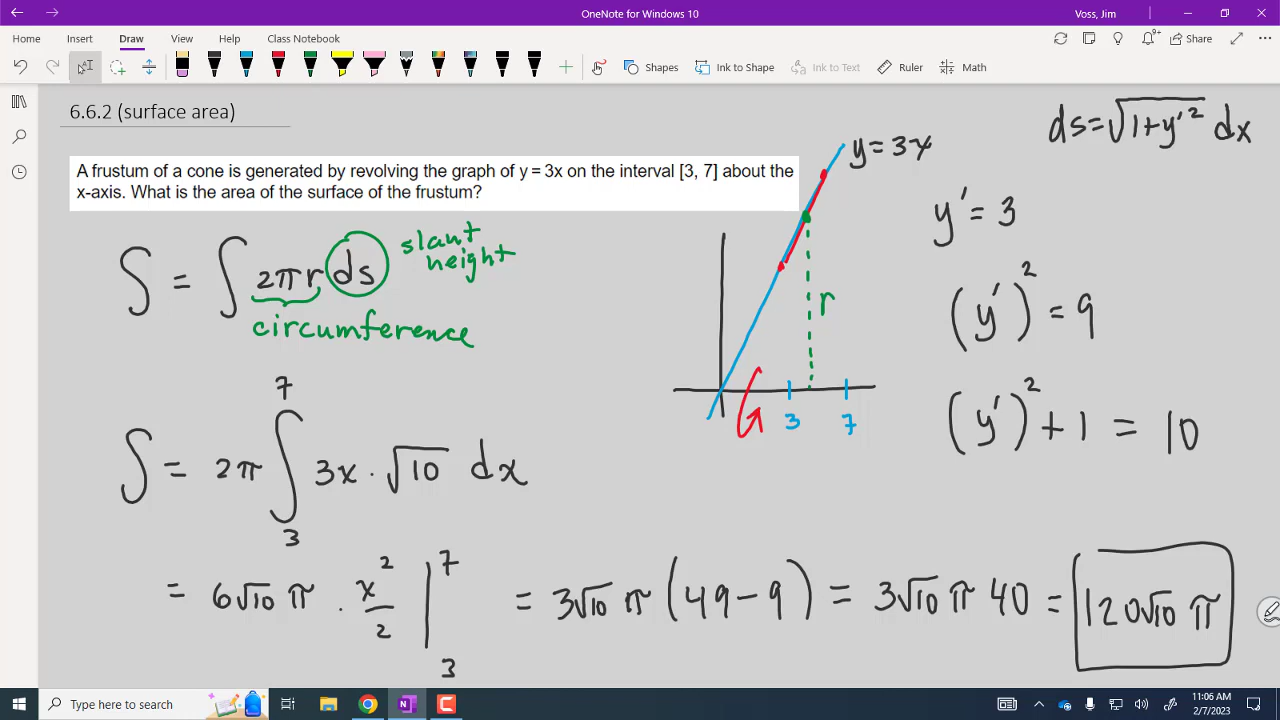 OneNote for Windows 10
Voss, Jim
Home Insert Draw View Help Class Notebook
Share
Shapes Ink to Shape Ink to Text Ruler Math
6.6.2 (surface area)
A frustum of a cone is generated by revolving the graph of y = 3x on the interval [3, 7] about the
x-axis. What is the area of the surface of the frustum?
ds=√(1+y'²) dx
y=3x
y' = 3
S = ∫ 2πr ds
slant
height
circumference
r
3 7
(y')² = 9
(y')² + 1 = 10
S = 2π ∫₃⁷ 3x · √10 dx
= 6√10 π · x²/2 |₃⁷ = 3√10 π (49 − 9) = 3√10 π 40 = 120√10 π
Type here to search
11:06 AM
2/7/2023